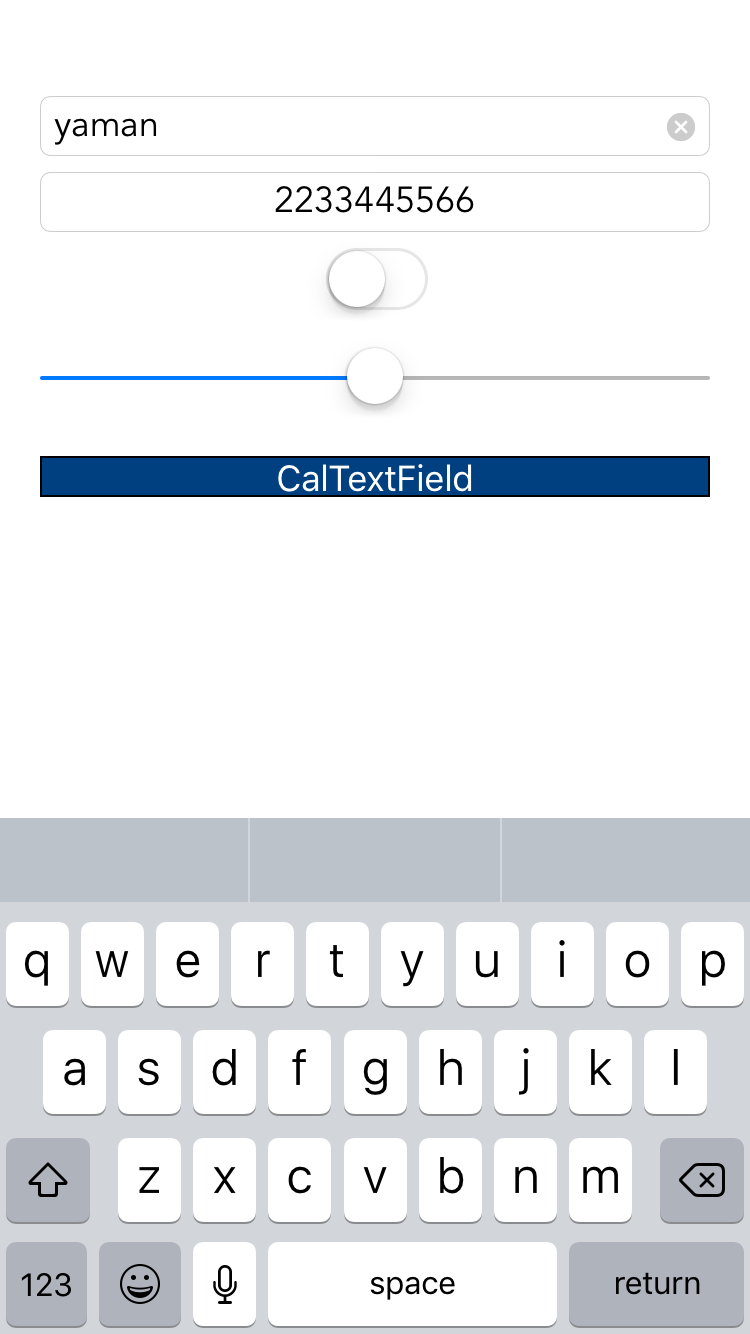 yaman
2233445566
CalTextField
q w e r t y u i o p
a s d f g h j k l
z x c v b n m
123 space return